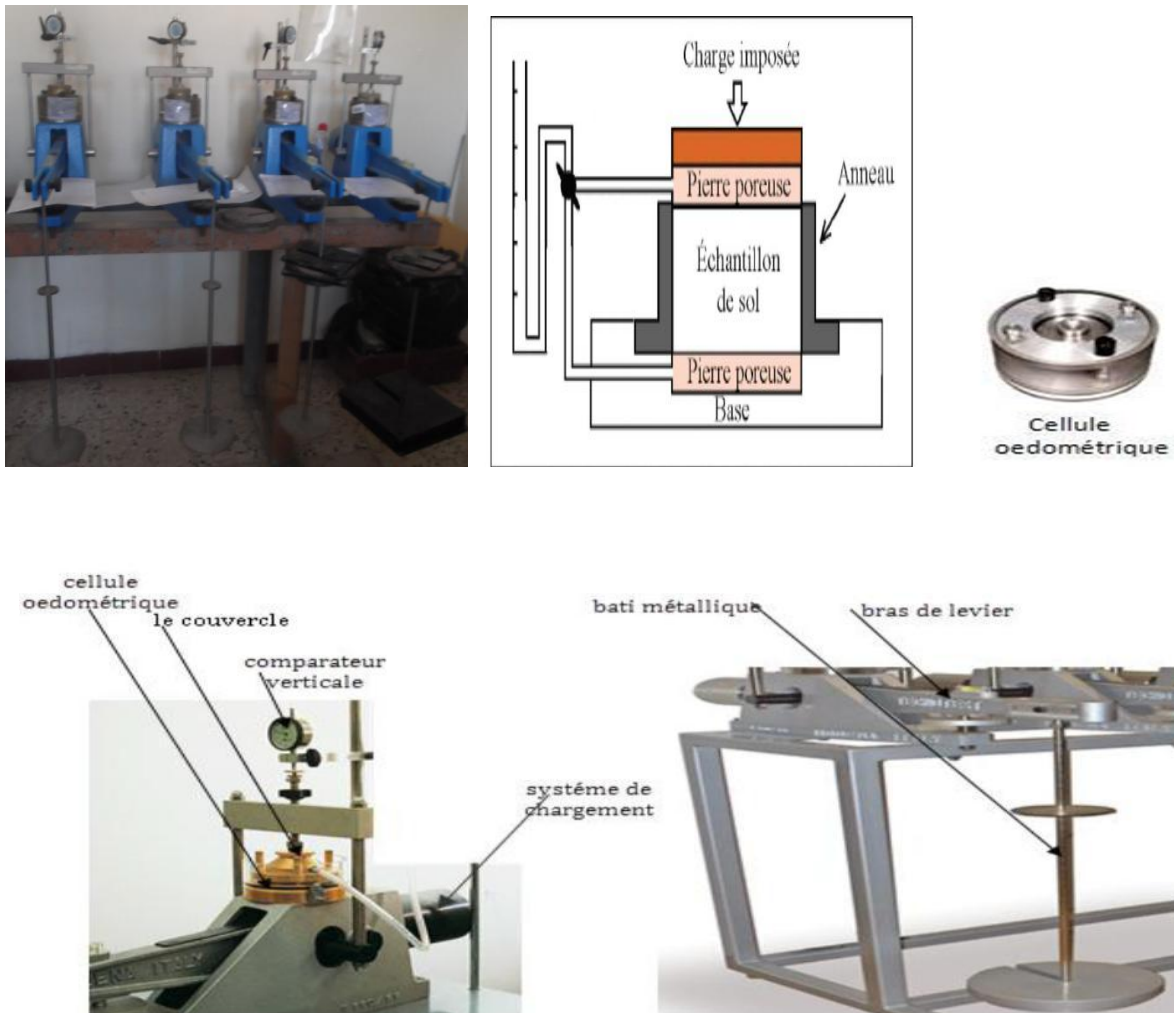 Charge imposée
Pierre poreuse
Anneau
Échantillon
de sol
Pierre poreuse
Base
Cellule
oedométrique
cellule
oedométrique
le couvercle
comparateur
verticale
systéme de
chargement
bati métallique
bras de levier
ITALY